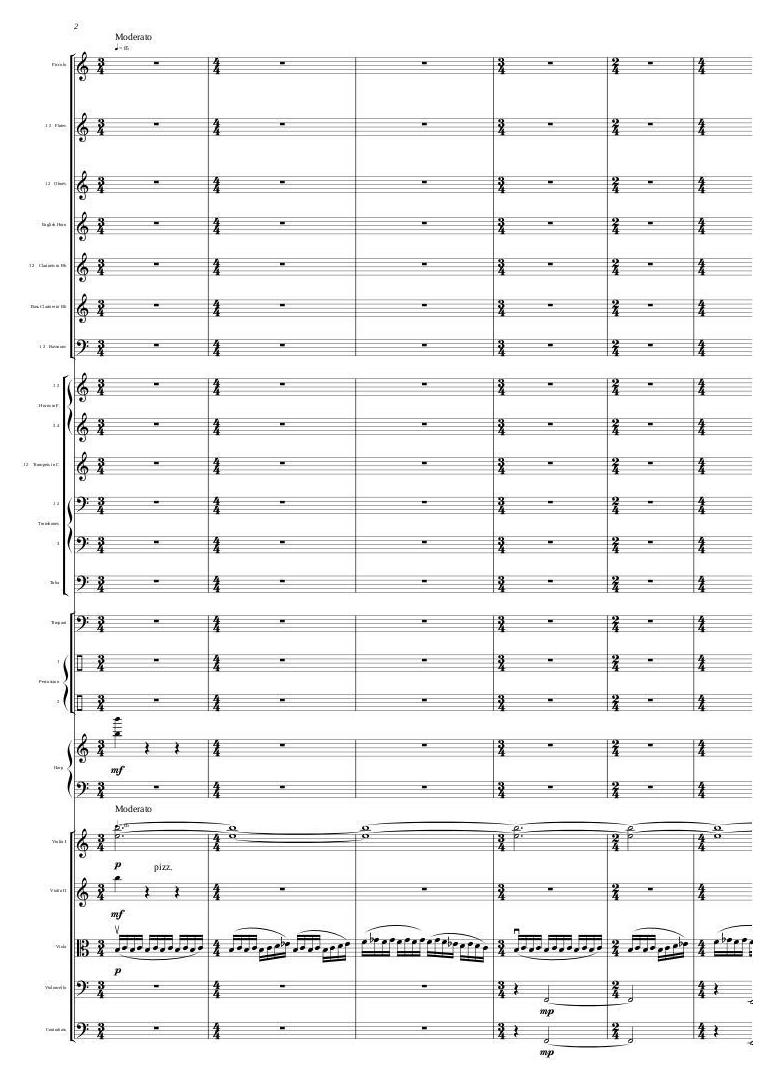 2
Moderato
Piccolo
1 2 Flutes
1 2 Oboes
English Horn
1 2 Clarinets in Bb
Bass Clarinet in Bb
1 2 Bassoons
1 2
Horns in F
3 4
1 2 Trumpets in C
1 2
Trombones
3
Tuba
Timpani
1
Percussion
2
Harp
mf
Moderato
Violin I
p
pizz.
Violin II
mf
Viola
p
Violoncello
mp
Contrabass
mp